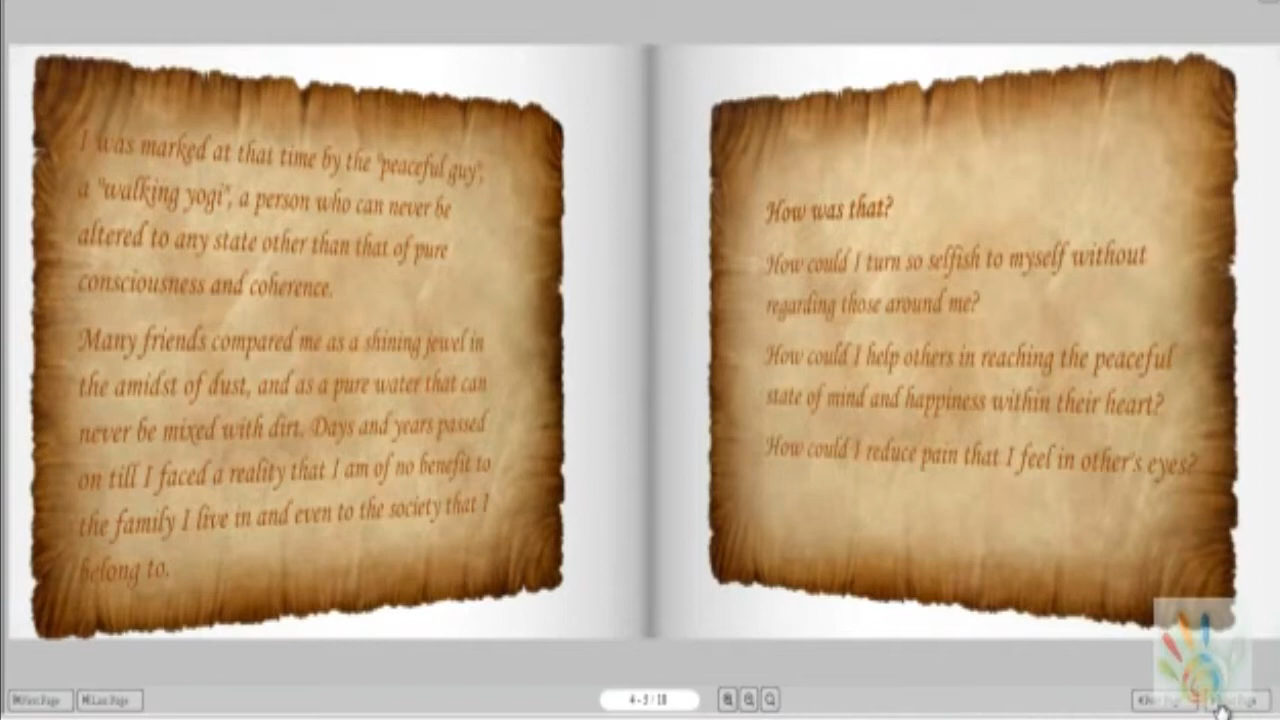 I was marked at that time by the "peaceful guy",
a "walking yogi", a person who can never be
altered to any state other than that of pure
consciousness and coherence.
Many friends compared me as a shining jewel in
the amidst of dust, and as a pure water that can
never be mixed with dirt. Days and years passed
on till I faced a reality that I am of no benefit to
the family I live in and even to the society that I
belong to.
How was that?
How could I turn so selfish to myself without
regarding those around me?
How could I help others in reaching the peaceful
state of mind and happiness within their heart?
How could I reduce pain that I feel in other's eyes?
First Page
Last Page
4-5/18